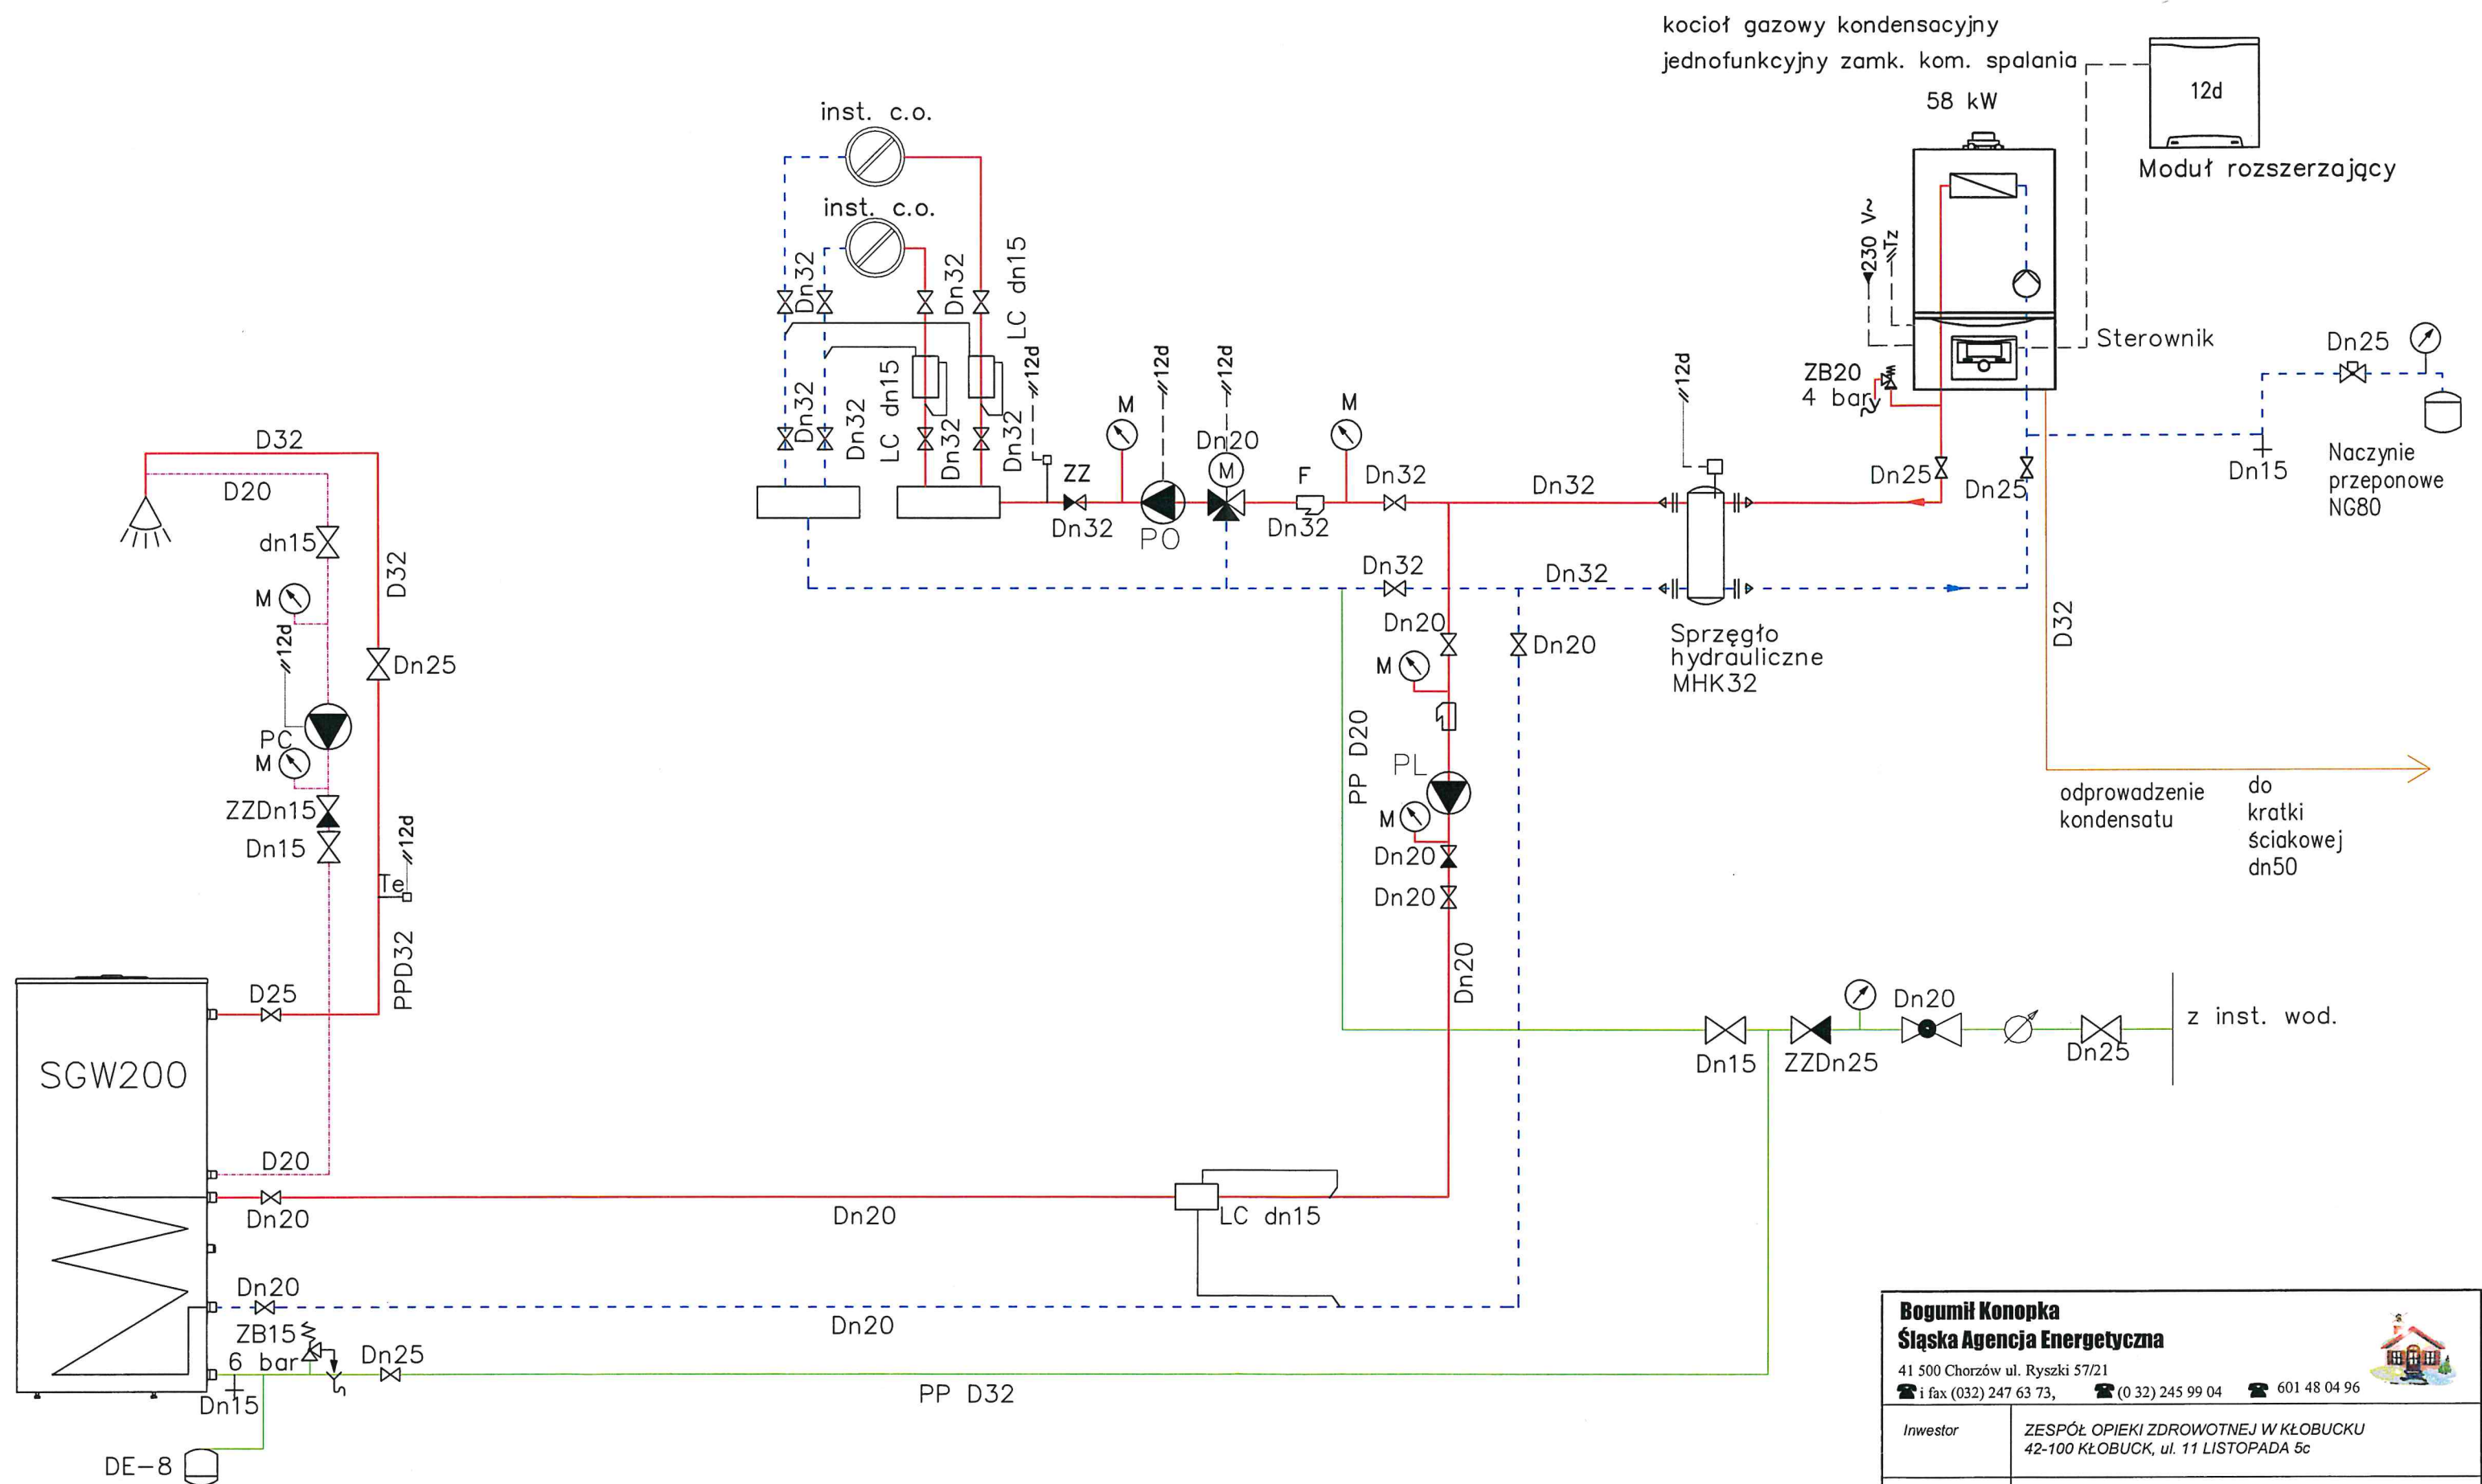 kocioł gazowy kondensacyjny
jednofunkcyjny zamk. kom. spalania
58 kW
12d
Moduł rozszerzający
inst. c.o.
inst. c.o.
Dn32
Dn32
LC dn15
230 V~
Tz
Sterownik
Dn25
ZB20
4 bar
Dn32
Dn32
LC dn15
Dn32
Dn32
12d
12d
12d
12d
M
M
Dn20
M
ZZ
Dn32
PO
F
Dn32
Dn32
Dn32
Dn25
Dn25
Dn15
Naczynie
przeponowe
NG80
D32
D20
dn15
D32
M
12d
Dn25
PC
M
ZZDn15
Dn15
12d
Te
PPD32
Dn32
Dn32
Dn20
Dn20
M
Sprzęgło
hydrauliczne
MHK32
D32
PP D20
PL
M
Dn20
Dn20
Dn20
odprowadzenie
kondensatu
do
kratki
ściakowej
dn50
D25
SGW200
D20
Dn20
Dn20
LC dn15
Dn15
ZZDn25
Dn20
Dn25
z inst. wod.
Dn20
Dn20
ZB15
6 bar
Dn25
Dn15
PP D32
DE-8
Bogumił Konopka
Śląska Agencja Energetyczna
41 500 Chorzów ul. Ryszki 57/21
☎ i fax (032) 247 63 73, ☎ (0 32) 245 99 04 ☎ 601 48 04 96
Inwestor
ZESPÓŁ OPIEKI ZDROWOTNEJ W KŁOBUCKU
42-100 KŁOBUCK, ul. 11 LISTOPADA 5c